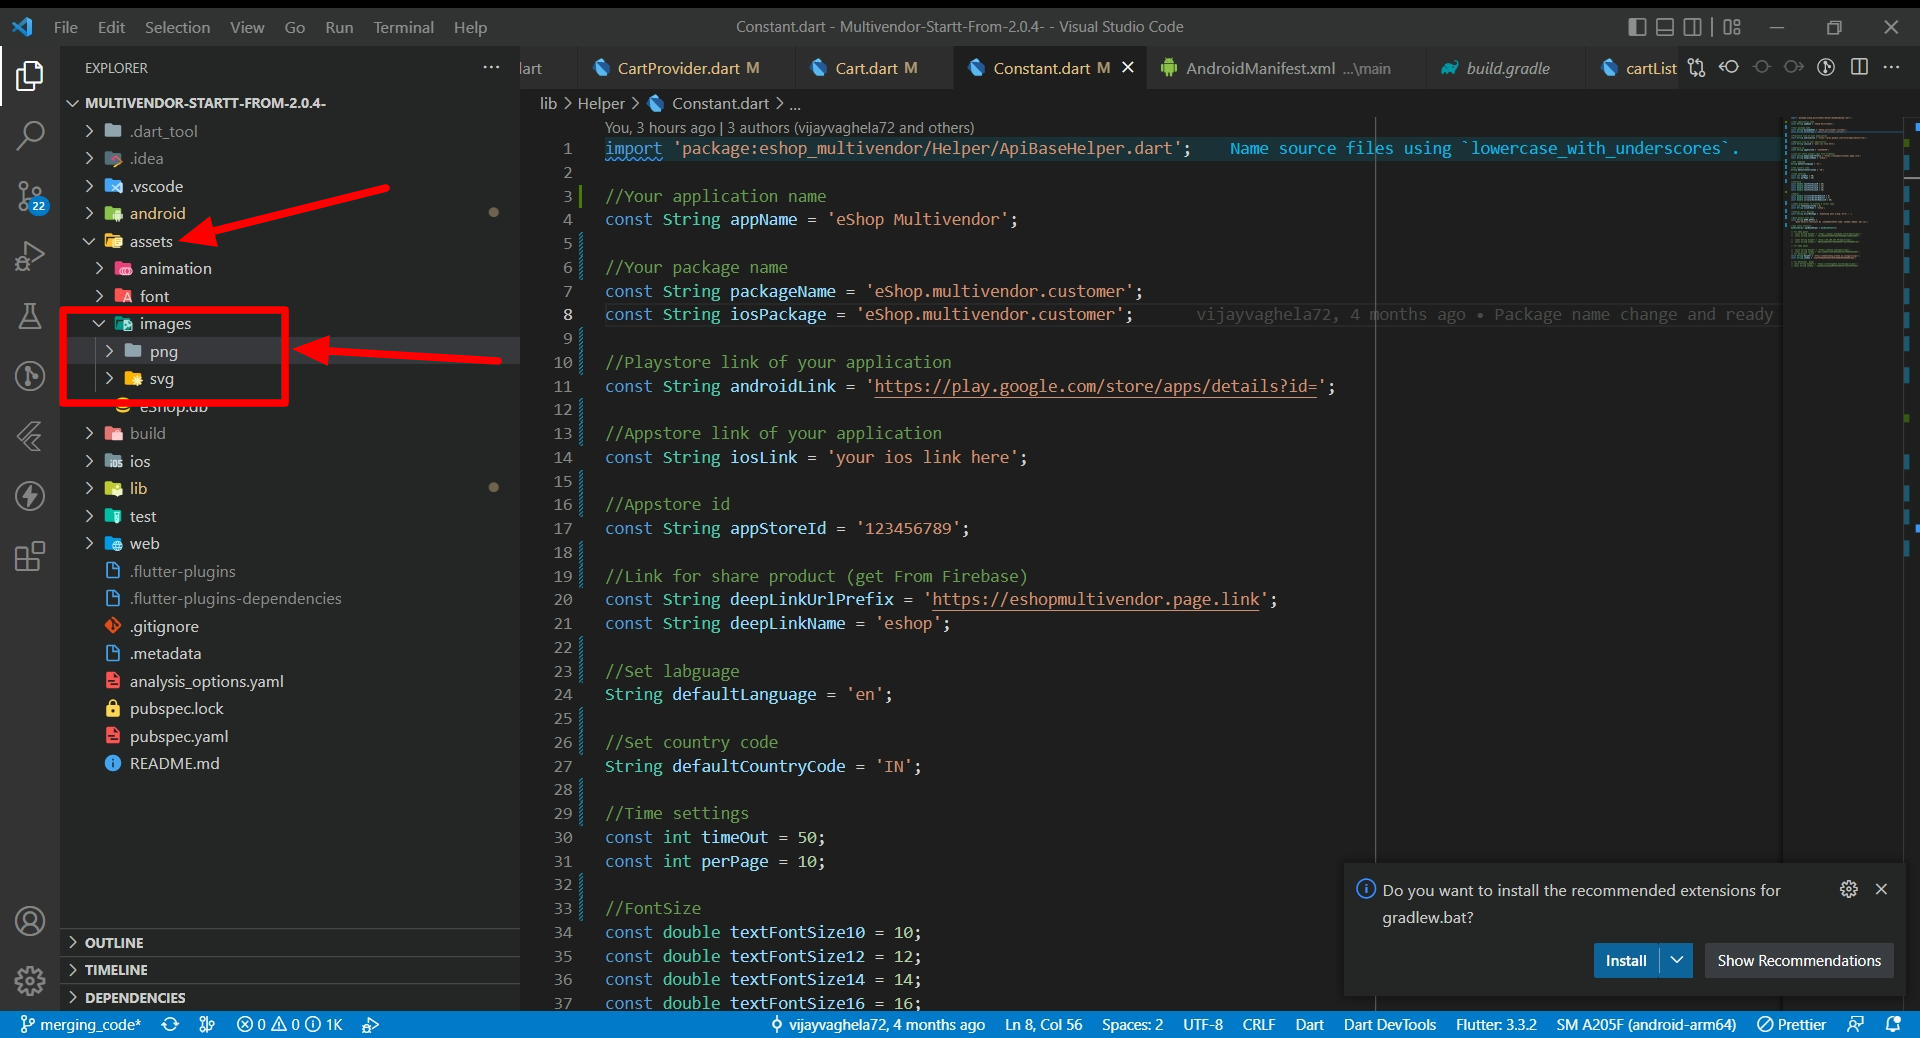 File Edit Selection View Go Run Terminal Help
Constant.dart - Multivendor-Startt-From-2.0.4- - Visual Studio Code
EXPLORER
MULTIVENDOR-STARTT-FROM-2.0.4-
.dart_tool
.idea
.vscode
android
assets
animation
font
images
png
svg
eShop.db
build
ios
lib
test
web
.flutter-plugins
.flutter-plugins-dependencies
.gitignore
.metadata
analysis_options.yaml
pubspec.lock
pubspec.yaml
README.md
OUTLINE
TIMELINE
DEPENDENCIES
22
lart CartProvider.dart M Cart.dart M Constant.dart M AndroidManifest.xml ...\main build.gradle cartList
lib > Helper > Constant.dart > ...
You, 3 hours ago | 3 authors (vijayvaghela72 and others)
1 import 'package:eshop_multivendor/Helper/ApiBaseHelper.dart'; Name source files using `lowercase_with_underscores`.
2
3 //Your application name
4 const String appName = 'eShop Multivendor';
5
6 //Your package name
7 const String packageName = 'eShop.multivendor.customer';
8 const String iosPackage = 'eShop.multivendor.customer'; vijayvaghela72, 4 months ago • Package name change and ready
9
10 //Playstore link of your application
11 const String androidLink = 'https://play.google.com/store/apps/details?id=';
12
13 //Appstore link of your application
14 const String iosLink = 'your ios link here';
15
16 //Appstore id
17 const String appStoreId = '123456789';
18
19 //Link for share product (get From Firebase)
20 const String deepLinkUrlPrefix = 'https://eshopmultivendor.page.link';
21 const String deepLinkName = 'eshop';
22
23 //Set labguage
24 String defaultLanguage = 'en';
25
26 //Set country code
27 String defaultCountryCode = 'IN';
28
29 //Time settings
30 const int timeOut = 50;
31 const int perPage = 10;
32
33 //FontSize
34 const double textFontSize10 = 10;
35 const double textFontSize12 = 12;
36 const double textFontSize14 = 14;
37 const double textFontSize16 = 16;
Do you want to install the recommended extensions for
gradlew.bat?
Install Show Recommendations
merging_code* 0 0 1K vijayvaghela72, 4 months ago Ln 8, Col 56 Spaces: 2 UTF-8 CRLF Dart Dart DevTools Flutter: 3.3.2 SM A205F (android-arm64) Prettier